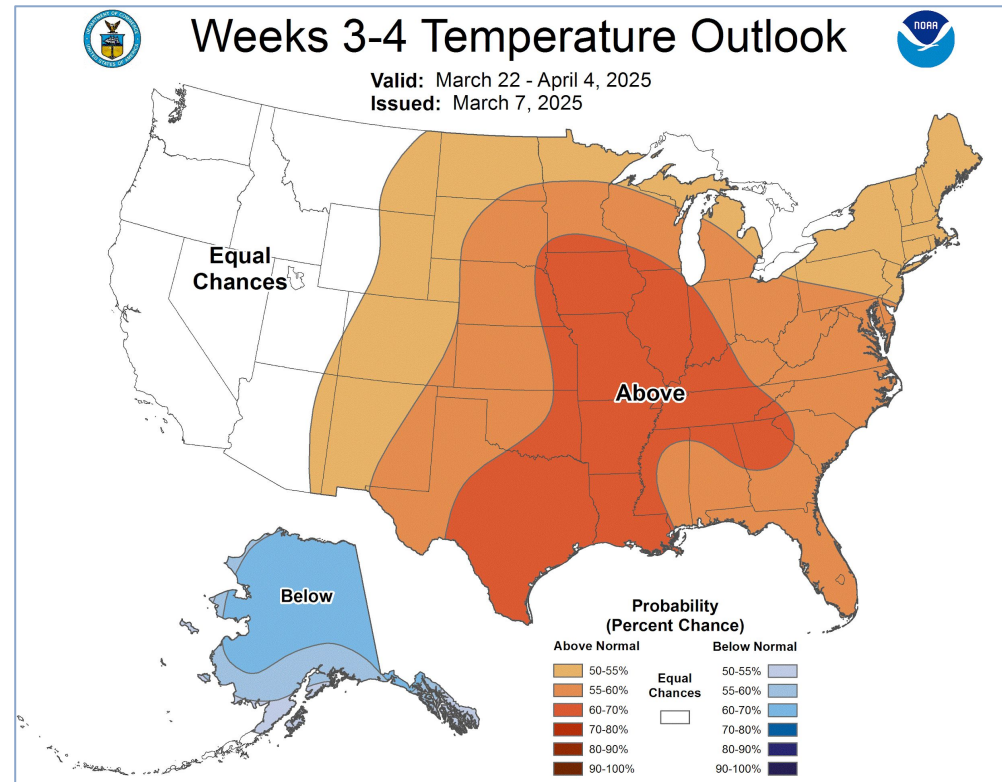 Weeks 3-4 Temperature Outlook
Valid: March 22 - April 4, 2025
Issued: March 7, 2025
NOAA
Equal
Chances
Above
Below
Probability
(Percent Chance)
Above Normal
Below Normal
50-55%
55-60%
60-70%
70-80%
80-90%
90-100%
Equal
Chances
50-55%
55-60%
60-70%
70-80%
80-90%
90-100%